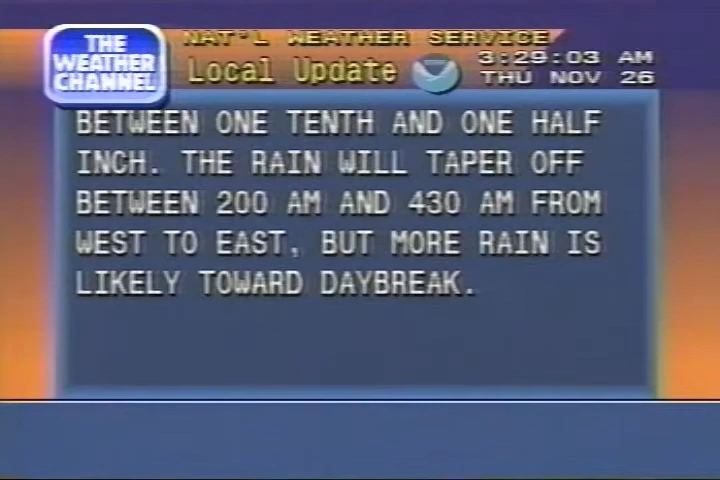 THE
WEATHER
CHANNEL
NAT'L WEATHER SERVICE
Local Update
3:29:03 AM
THU NOV 26
BETWEEN ONE TENTH AND ONE HALF
INCH. THE RAIN WILL TAPER OFF
BETWEEN 200 AM AND 430 AM FROM
WEST TO EAST, BUT MORE RAIN IS
LIKELY TOWARD DAYBREAK.